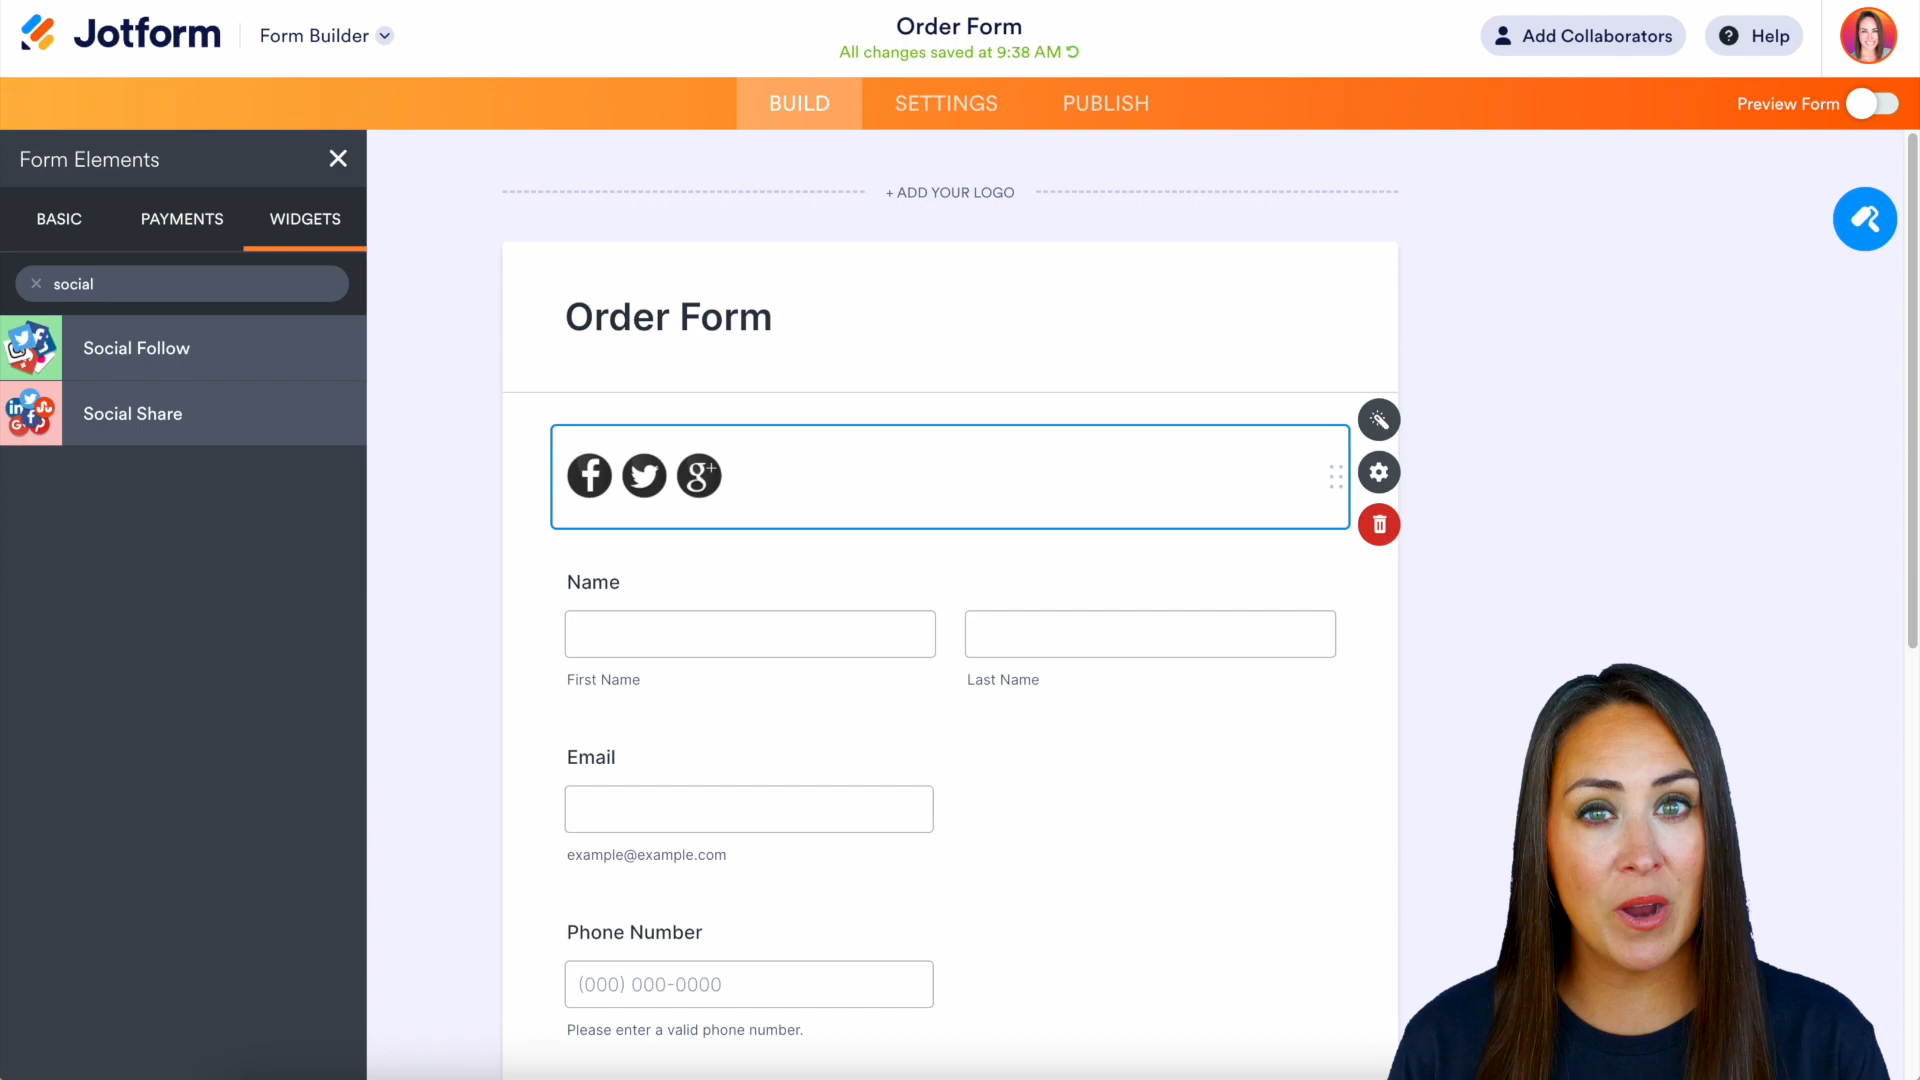 Jotform
Form Builder
Order Form
All changes saved at 9:38 AM
Add Collaborators
Help
BUILD
SETTINGS
PUBLISH
Preview Form
Form Elements
BASIC
PAYMENTS
WIDGETS
social
Social Follow
Social Share
+ ADD YOUR LOGO
Order Form
Name
First Name
Last Name
Email
example@example.com
Phone Number
(000) 000-0000
Please enter a valid phone number.